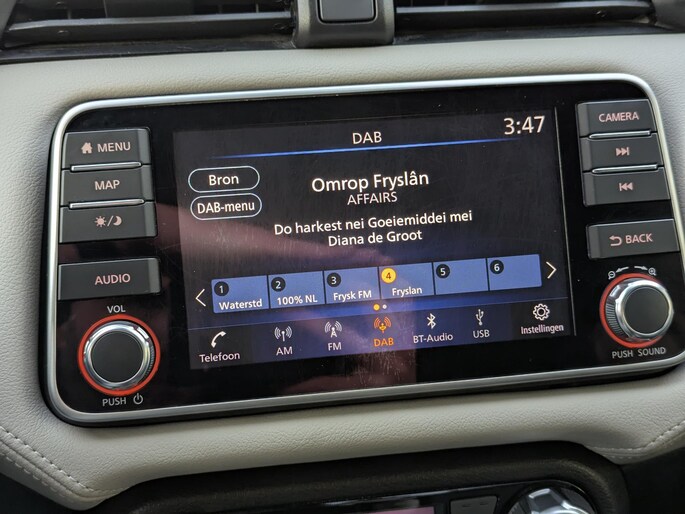 DAB
3:47
Bron
DAB-menu
Omrop Fryslân
AFFAIRS
Do harkest nei Goeiemiddei mei
Diana de Groot
1 2 3 4 5 6
Waterstd 100% NL Frysk FM Fryslan
Telefoon AM FM DAB BT-Audio USB Instellingen
MENU
MAP
AUDIO
VOL
PUSH
CAMERA
BACK
PUSH SOUND